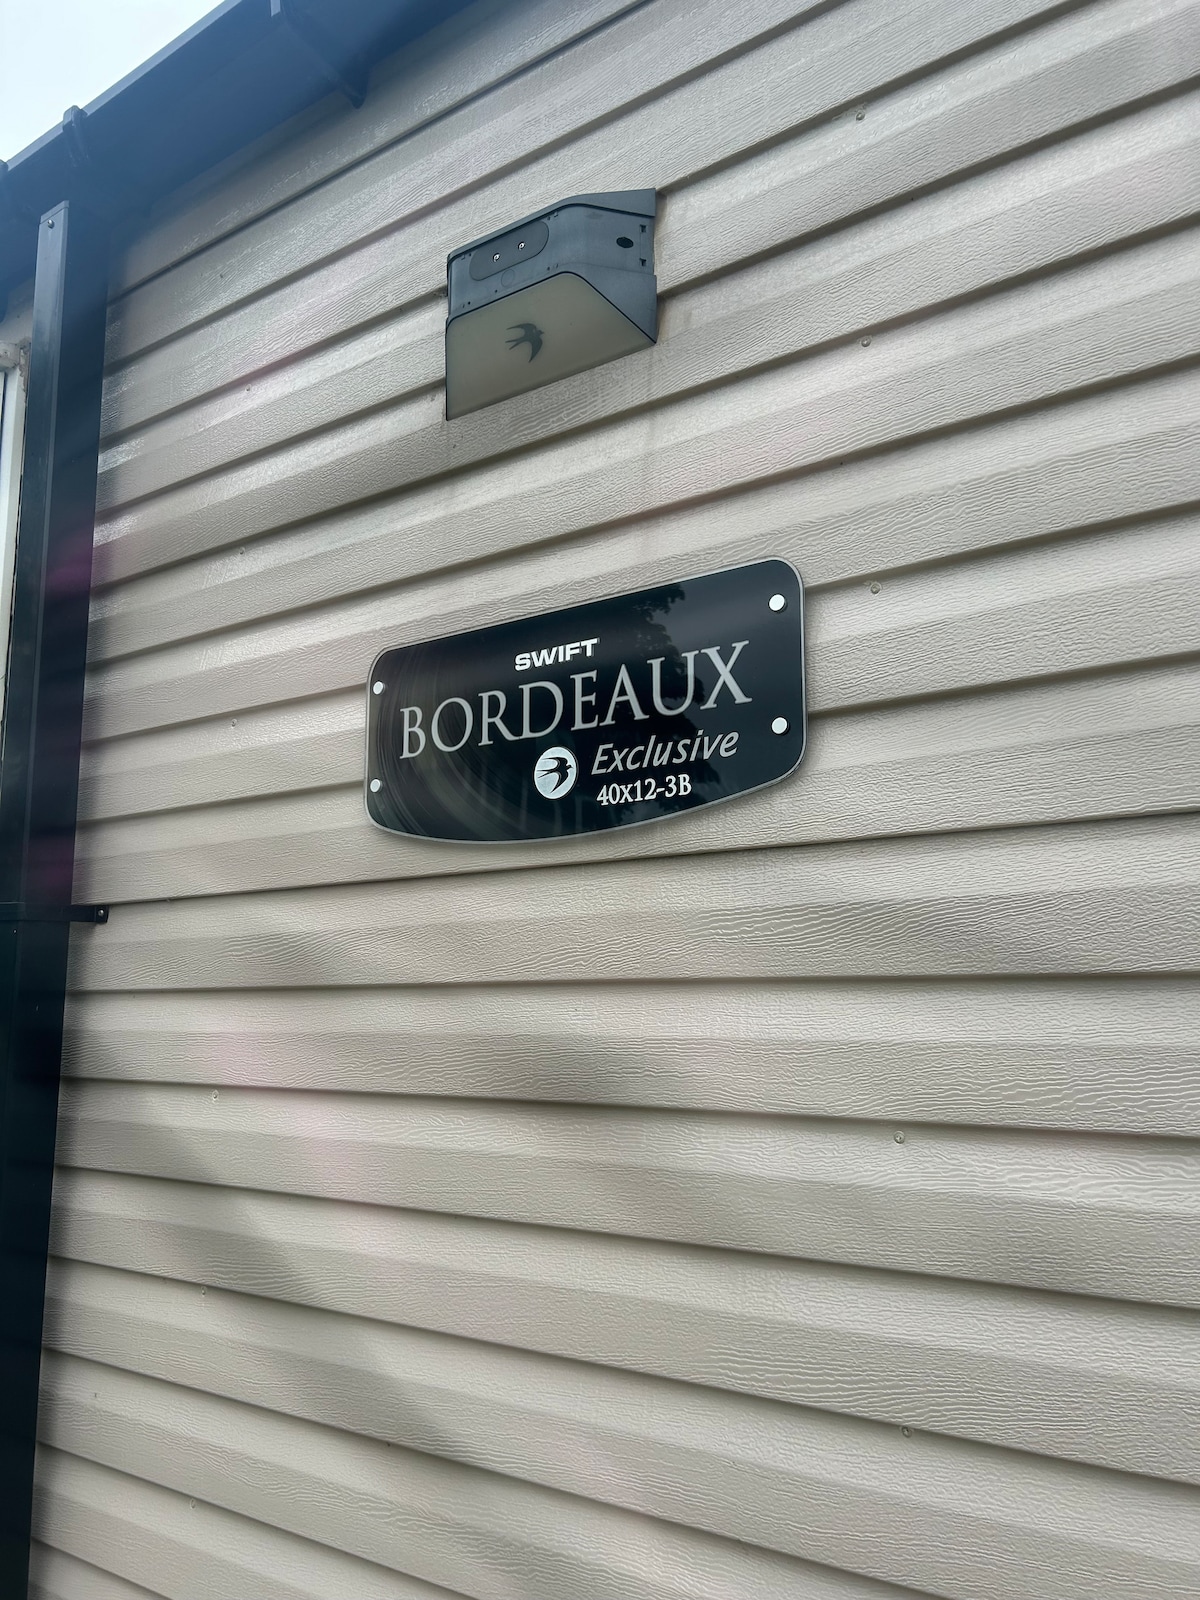 SWIFT
BORDEAUX
Exclusive
40x12-3B